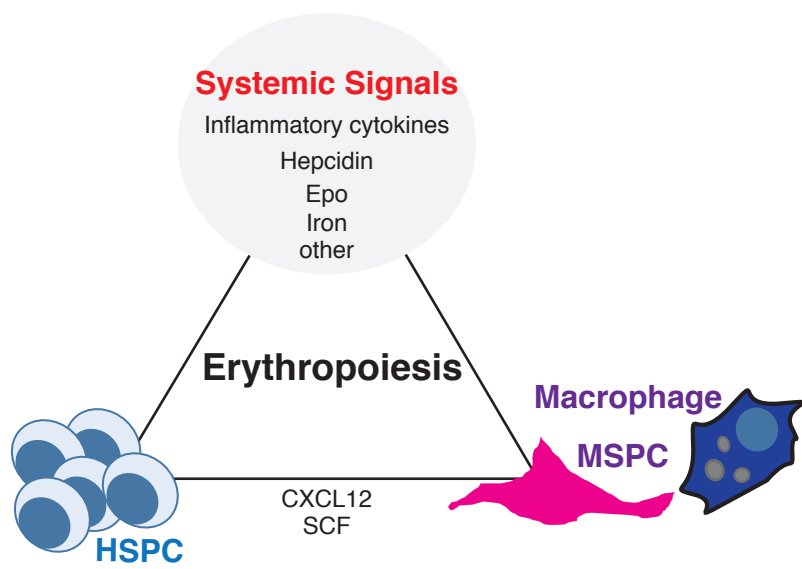 Systemic Signals
Inflammatory cytokines
Hepcidin
Epo
Iron
other
Erythropoiesis
Macrophage
MSPC
CXCL12
SCF
HSPC